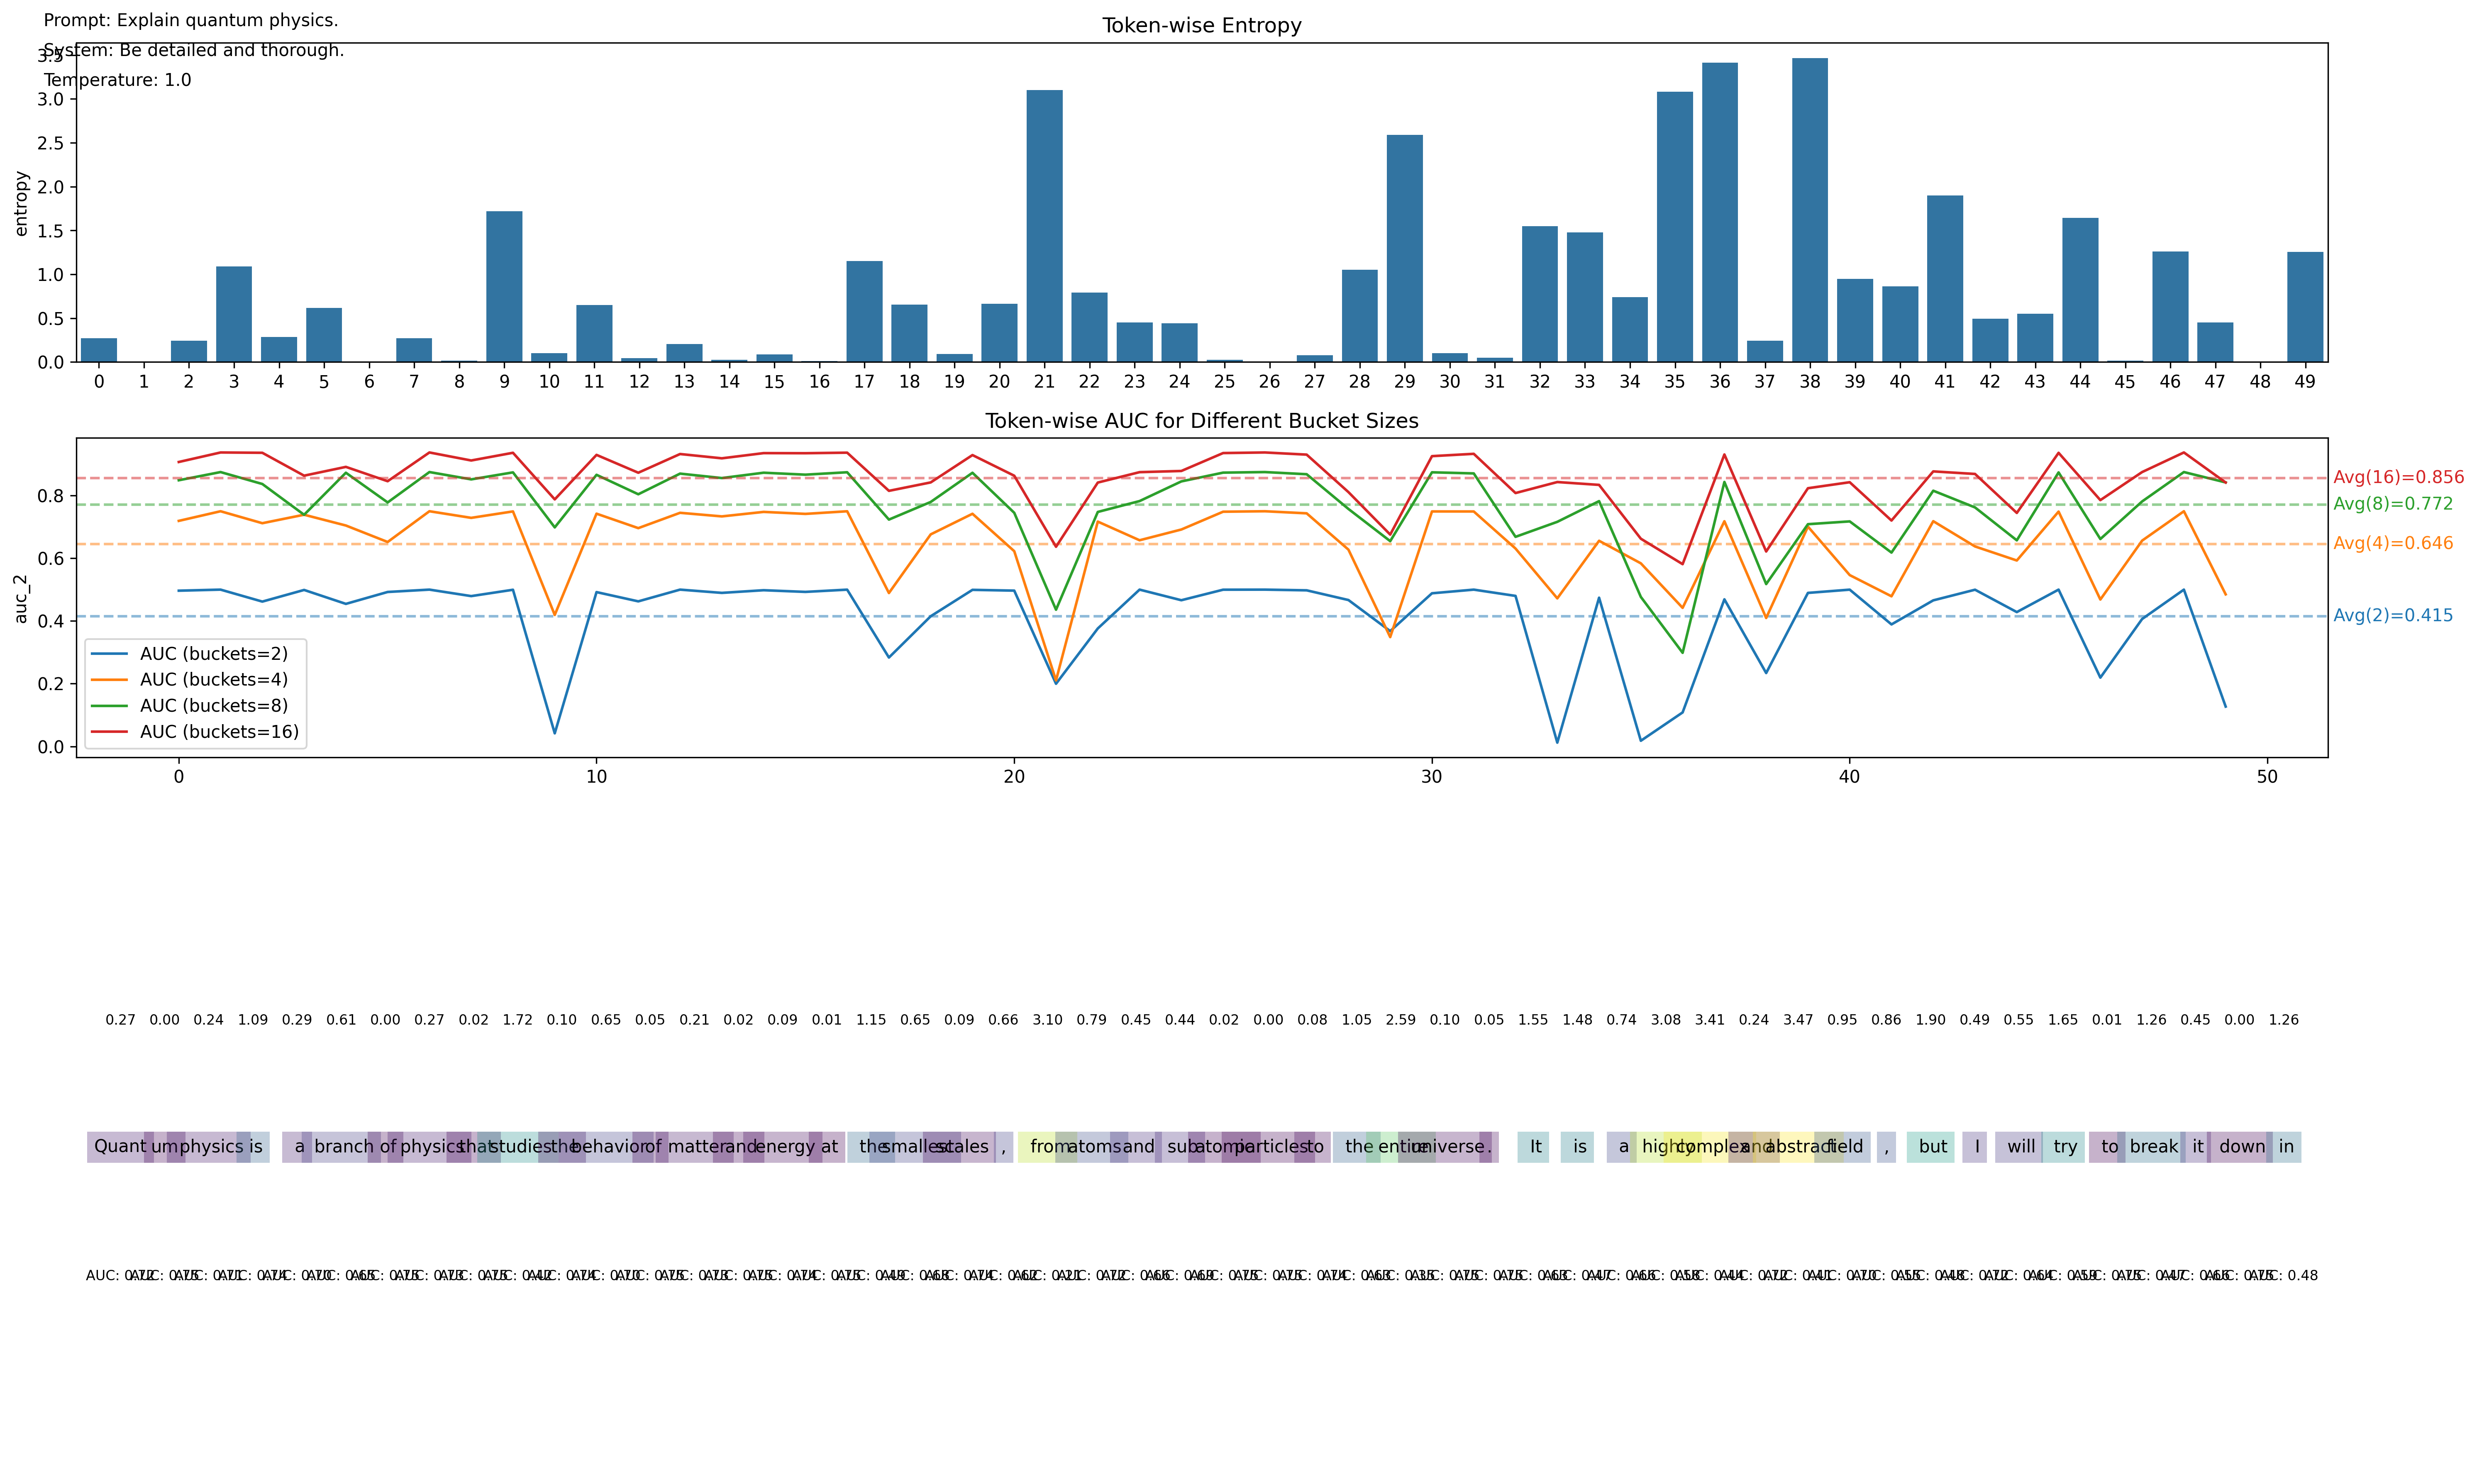 Prompt: Explain quantum physics.
System: Be detailed and thorough.
Temperature: 1.0
Token-wise Entropy
entropy
3.5
3.0
2.5
2.0
1.5
1.0
0.5
0.0
0 1 2 3 4 5 6 7 8 9 10 11 12 13 14 15 16 17 18 19 20 21 22 23 24 25 26 27 28 29 30 31 32 33 34 35 36 37 38 39 40 41 42 43 44 45 46 47 48 49
Token-wise AUC for Different Bucket Sizes
auc_2
0.8
0.6
0.4
0.2
0.0
Avg(16)=0.856
Avg(8)=0.772
Avg(4)=0.646
Avg(2)=0.415
AUC (buckets=2)
AUC (buckets=4)
AUC (buckets=8)
AUC (buckets=16)
0 10 20 30 40 50
0.27 0.00 0.24 1.09 0.29 0.61 0.00 0.27 0.02 1.72 0.10 0.65 0.05 0.21 0.02 0.09 0.01 1.15 0.65 0.09 0.66 3.10 0.79 0.45 0.44 0.02 0.00 0.08 1.05 2.59 0.10 0.05 1.55 1.48 0.74 3.08 3.41 0.24 3.47 0.95 0.86 1.90 0.49 0.55 1.65 0.01 1.26 0.45 0.00 1.26
Quant um physics is a branch of physics that studies the behavior of matter and energy at the smallest scales , from atoms and sub atomic particles to the entire universe . It is a highly complex and abstract field , but I will try to break it down in
AUC: 0.48